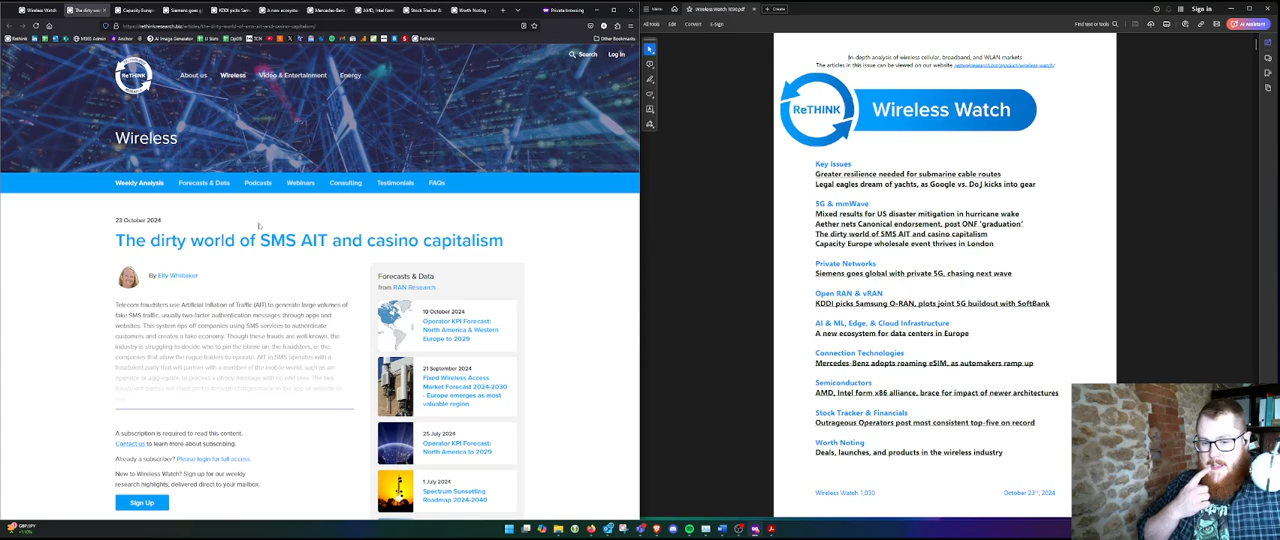 Wireless Watch
The dirty wo
Capacity Europ
Siemens goes g
KDDI picks Sam
A new ecosyste
Mercedes-Benz
AMD, Intel form
Stock Tracker &
Worth Noting –
Private browsing
https://rethinkresearch.biz/articles/the-dirty-world-of-sms-ait-and-casino-capitalism/
Rethink
in
MSIS Admin
Anchor
AI Image Generator
LI Stats
OpDB
TCN
Rethink
Other Bookmarks
ReTHINK
About us
Wireless
Video & Entertainment
Energy
Search
Log in
Wireless
Weekly Analysis
Forecasts & Data
Podcasts
Webinars
Consulting
Testimonials
FAQs
23 October 2024
The dirty world of SMS AIT and casino capitalism
By Elly Whittaker
Telecom fraudsters use Artificial Inflation of Traffic (AIT) to generate large volumes of
fake SMS traffic, usually two-factor authentication messages through apps and
websites. This system rips off companies using SMS services to authenticate
customers and creates a fake economy. Though these frauds are well known, the
industry is struggling to decide who to pin the blame on: the fraudsters, or the
companies that allow the rogue traders to operate. AIT in SMS operates with a
fraudulent party that will partner with a member of the mobile world, such as an
operator or aggregator, to process a phony message with no end user. The two
fraudulent parties
A subscription is required to read this content.
Contact us to learn more about subscribing.
Already a subscriber? Please login for full access.
New to Wireless Watch? Sign up for our weekly
research highlights, delivered direct to your mailbox.
Sign Up
Forecasts & Data
from RAN Research
10 October 2024
Operator KPI Forecast:
North America & Western
Europe to 2029
21 September 2024
Fixed Wireless Access
Market Forecast 2024-2030
- Europe emerges as most
valuable region
25 July 2024
Operator KPI Forecast:
North America to 2029
1 July 2024
Spectrum Sunsetting
Roadmap 2024-2040
GBP/JPY
Menu
Wireless Watch 1030.pdf
Create
Sign in
All tools
Edit
Convert
E-Sign
Find text or tools
AI Assistant
In-depth analysis of wireless cellular, broadband, and WLAN markets
The articles in this issue can be viewed on our website rethinkresearch.biz/product/wireless-watch/
ReTHINK
Wireless Watch
Key Issues
Greater resilience needed for submarine cable routes
Legal eagles dream of yachts, as Google vs. DoJ kicks into gear
5G & mmWave
Mixed results for US disaster mitigation in hurricane wake
Aether nets Canonical endorsement, post ONF 'graduation'
The dirty world of SMS AIT and casino capitalism
Capacity Europe wholesale event thrives in London
Private Networks
Siemens goes global with private 5G, chasing next wave
Open RAN & vRAN
KDDI picks Samsung O-RAN, plots joint 5G buildout with SoftBank
AI & ML, Edge, & Cloud Infrastructure
A new ecosystem for data centers in Europe
Connection Technologies
Mercedes-Benz adopts roaming eSIM, as automakers ramp up
Semiconductors
AMD, Intel form x86 alliance, brace for impact of newer architectures
Stock Tracker & Financials
Outrageous Operators post most consistent top-five on record
Worth Noting
Deals, launches, and products in the wireless industry
Wireless Watch 1,030
October 23rd, 2024